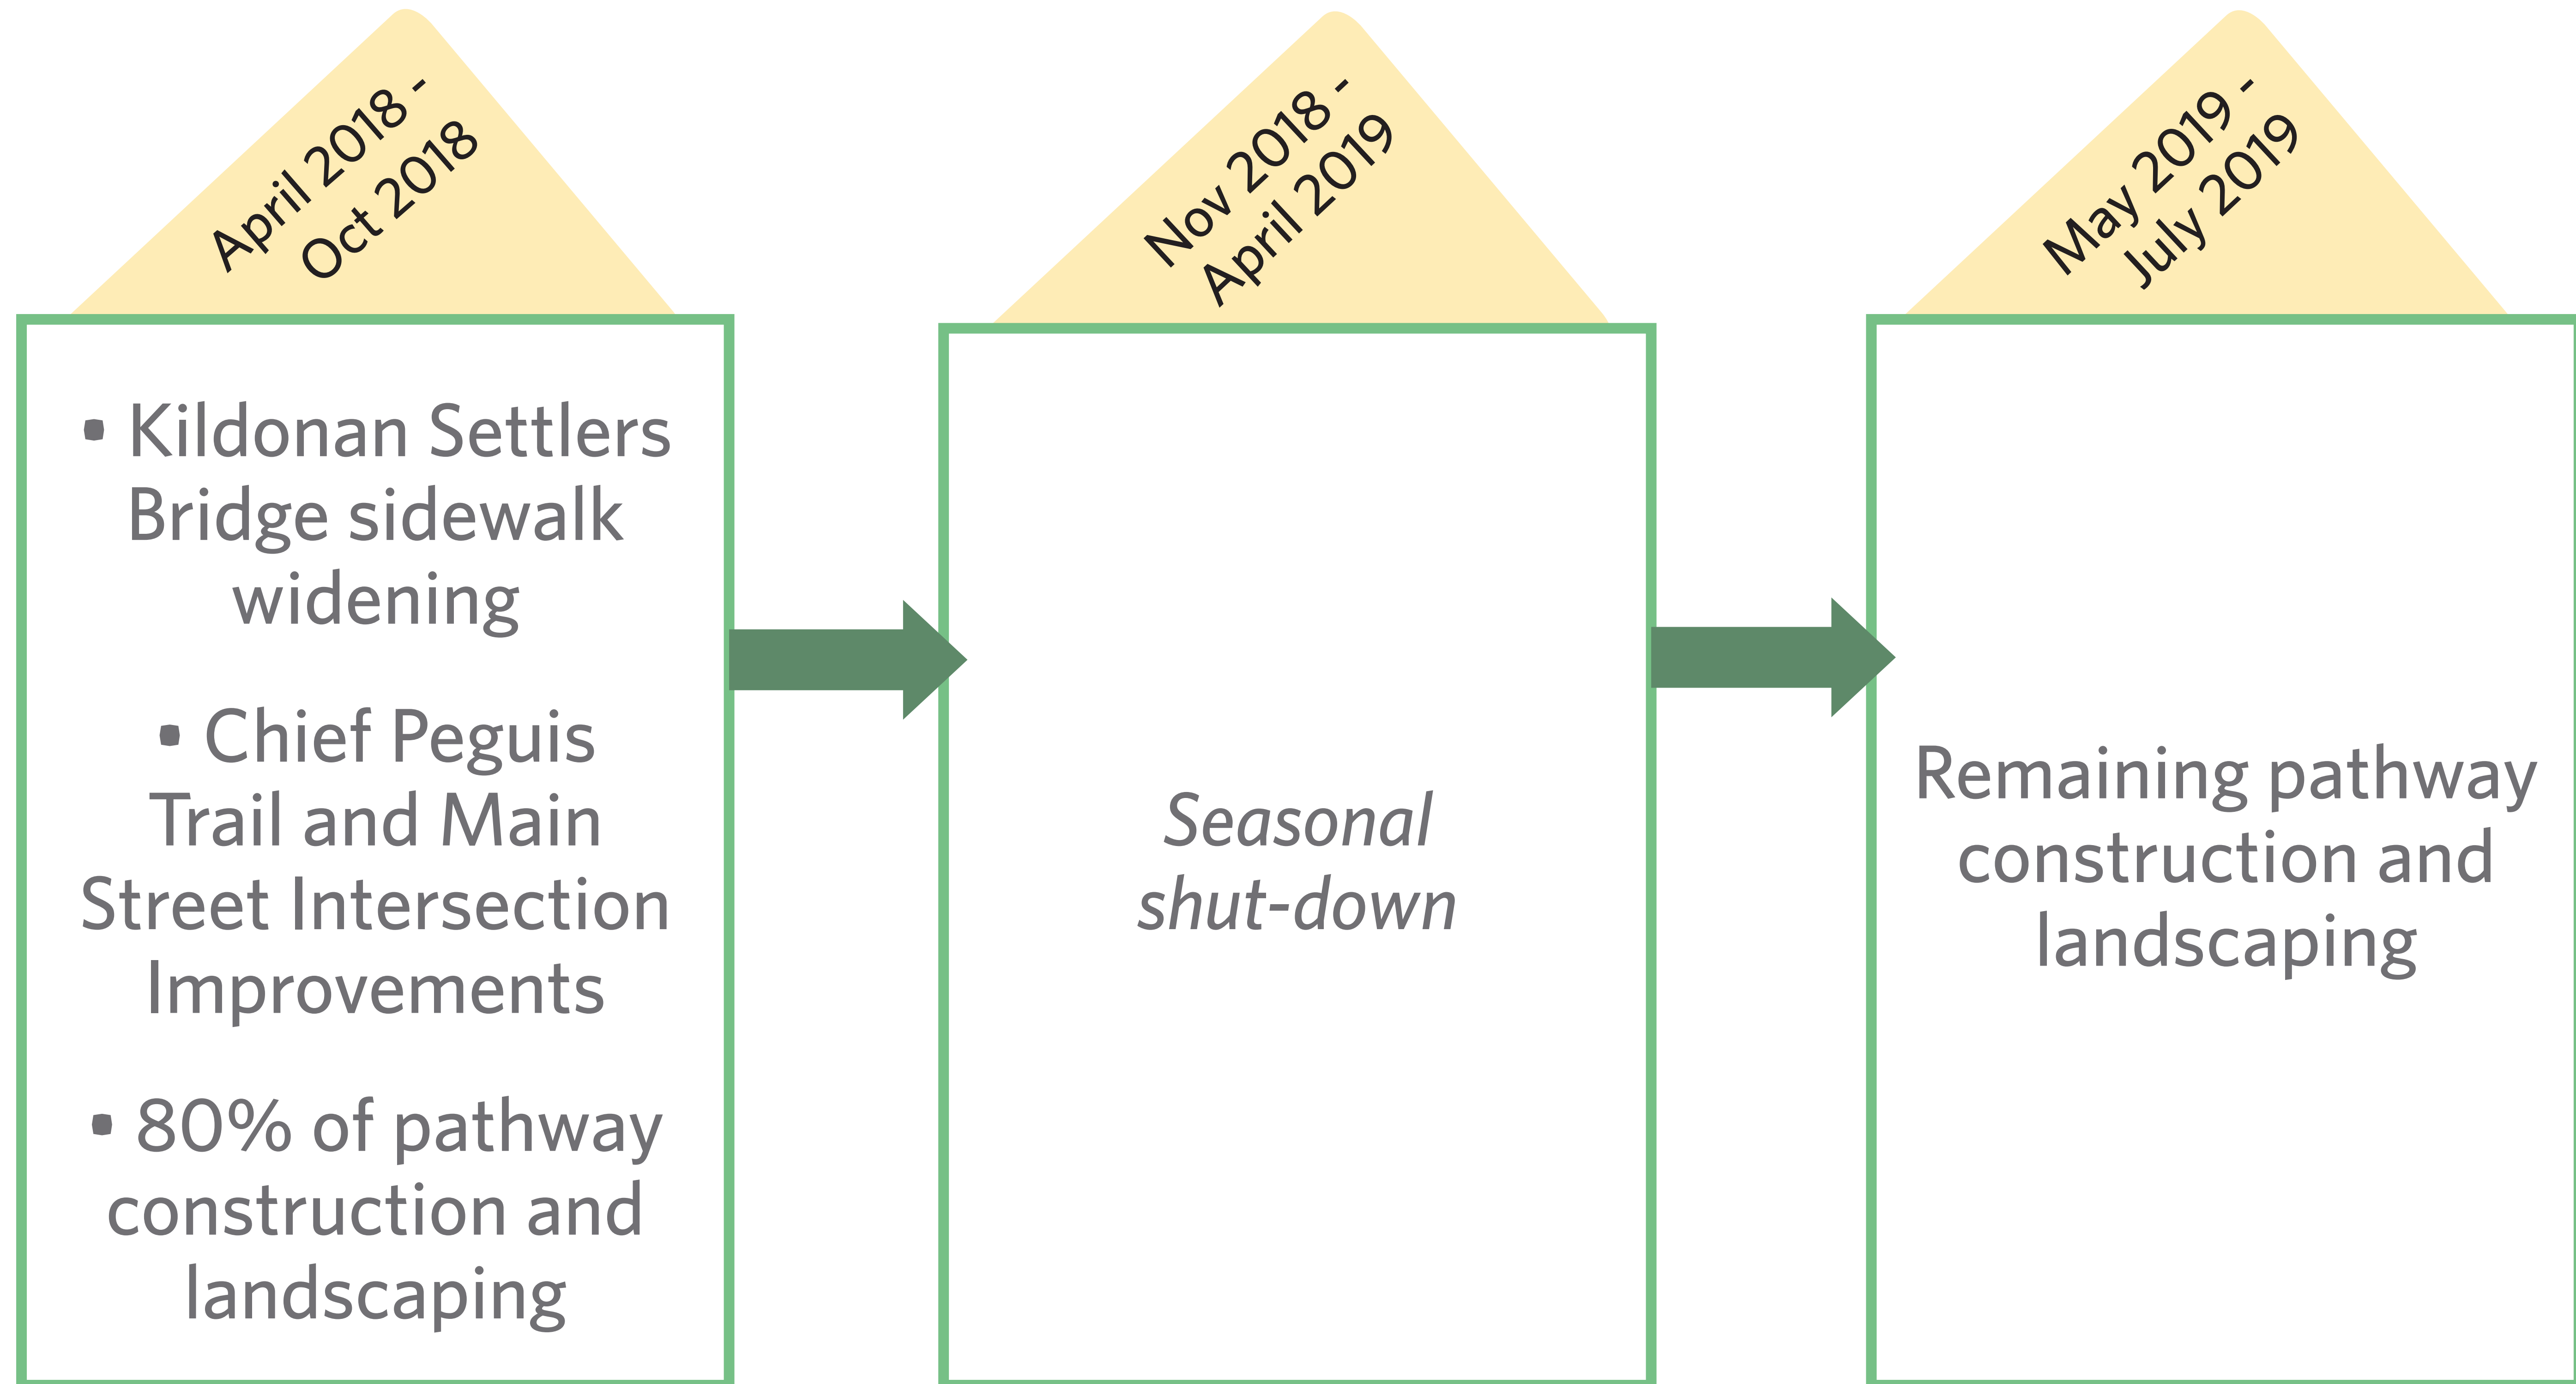 April 2018 -
Oct 2018
• Kildonan Settlers
Bridge sidewalk
widening
• Chief Peguis
Trail and Main
Street Intersection
Improvements
• 80% of pathway
construction and
landscaping
Nov 2018 -
April 2019
Seasonal
shut-down
May 2019 -
July 2019
Remaining pathway
construction and
landscaping